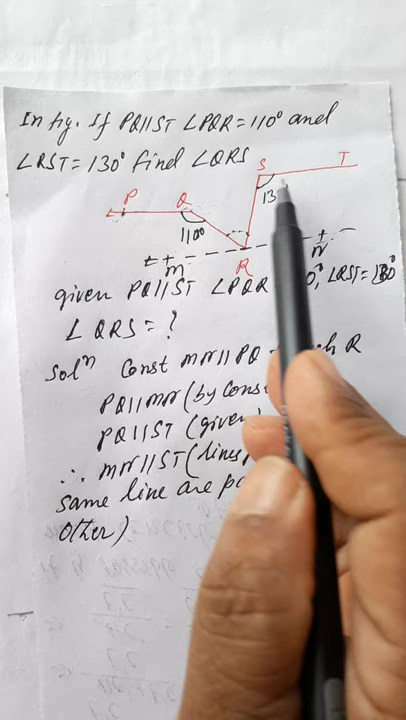 In fig. If PQ||ST ∠PQR=110° and
∠RST=130° find ∠QRS
S T
P Q
13
110°
m n
R
given PQ||ST ∠PQR 0°, ∠RST=130°
∠QRS=?
Solⁿ Const mn||PQ R
PQ||mn (by Const
PQ||ST (given)
∴ mn||ST (lines
same line are
other)